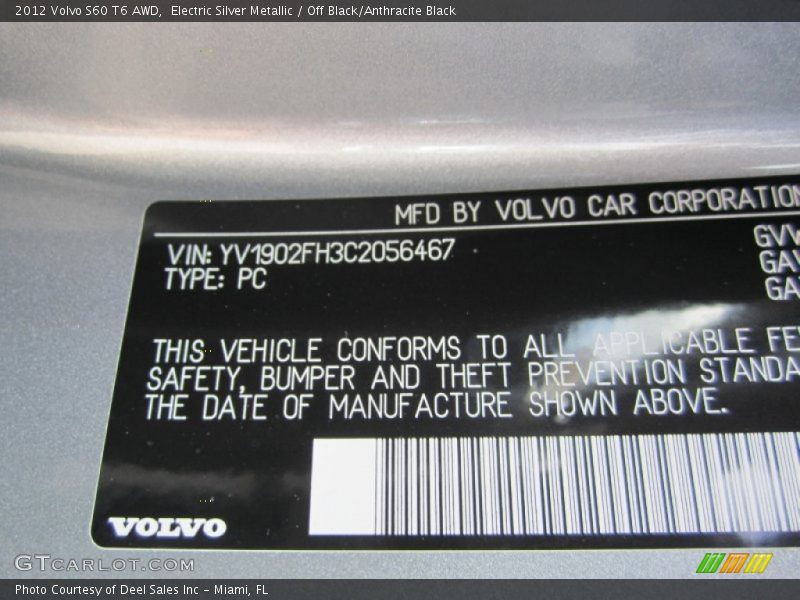 2012 Volvo S60 T6 AWD,  Electric Silver Metallic / Off Black/Anthracite Black
MFD BY VOLVO CAR CORPORATION
VIN: YV1902FH3C2056467
TYPE: PC
THIS VEHICLE CONFORMS TO ALL APPLICABLE
SAFETY, BUMPER AND THEFT PREVENTION
THE DATE OF MANUFACTURE SHOWN ABOVE.
VOLVO
GTCARLOT.COM
Photo Courtesy of Deel Sales Inc - Miami, FL